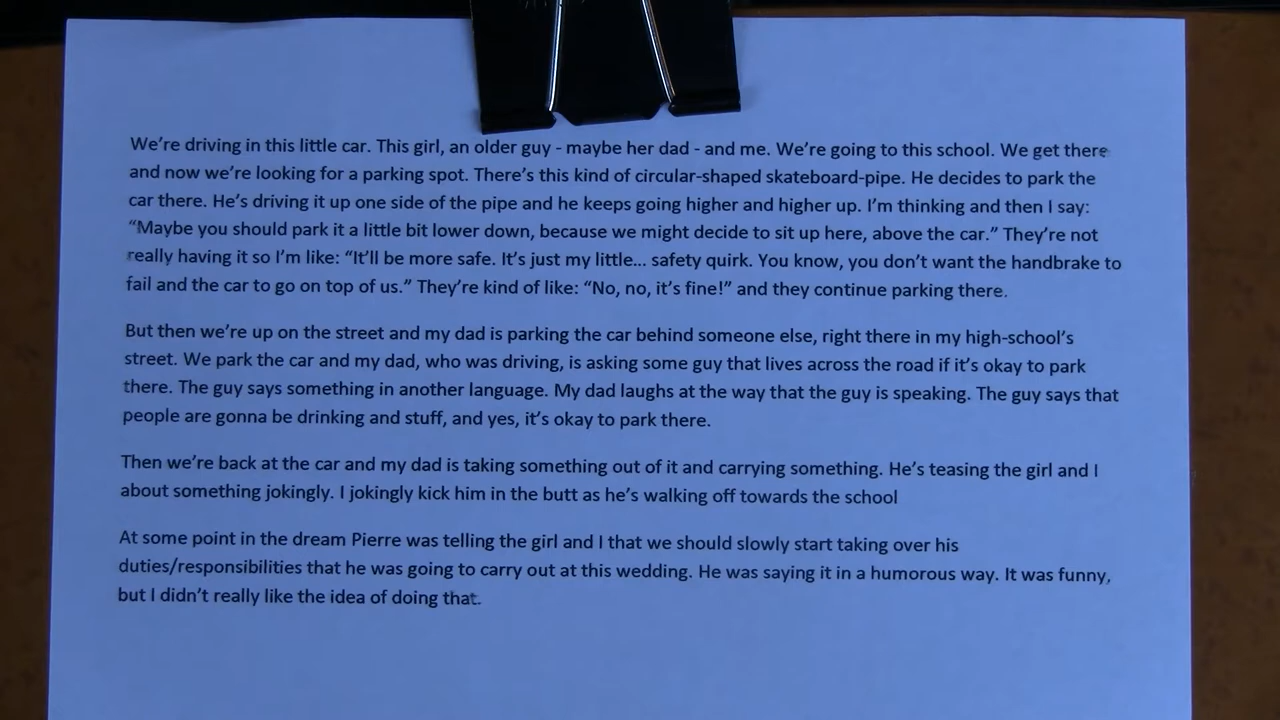 We're driving in this little car. This girl, an older guy - maybe her dad - and me. We're going to this school. We get there
and now we're looking for a parking spot. There's this kind of circular-shaped skateboard-pipe. He decides to park the
car there. He's driving it up one side of the pipe and he keeps going higher and higher up. I'm thinking and then I say:
“Maybe you should park it a little bit lower down, because we might decide to sit up here, above the car.” They're not
really having it so I'm like: “It'll be more safe. It's just my little... safety quirk. You know, you don't want the handbrake to
fail and the car to go on top of us.” They're kind of like: “No, no, it's fine!” and they continue parking there.
But then we're up on the street and my dad is parking the car behind someone else, right there in my high-school's
street. We park the car and my dad, who was driving, is asking some guy that lives across the road if it's okay to park
there. The guy says something in another language. My dad laughs at the way that the guy is speaking. The guy says that
people are gonna be drinking and stuff, and yes, it's okay to park there.
Then we're back at the car and my dad is taking something out of it and carrying something. He's teasing the girl and I
about something jokingly. I jokingly kick him in the butt as he's walking off towards the school
At some point in the dream Pierre was telling the girl and I that we should slowly start taking over his
duties/responsibilities that he was going to carry out at this wedding. He was saying it in a humorous way. It was funny,
but I didn't really like the idea of doing that.